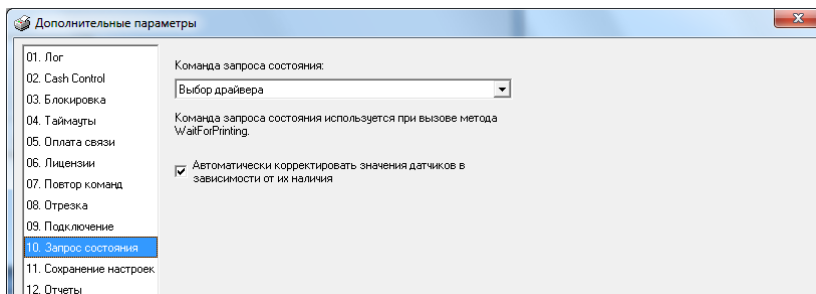 Дополнительные параметры
01. Лог
02. Cash Control
03. Блокировка
04. Таймауты
05. Оплата связи
06. Лицензии
07. Повтор команд
08. Отрезка
09. Подключение
10. Запрос состояния
11. Сохранение настроек
12. Отчеты
Команда запроса состояния:
Выбор драйвера
Команда запроса состояния используется при вызове метода
WaitForPrinting.
Автоматически корректировать значения датчиков в
зависимости от их наличия